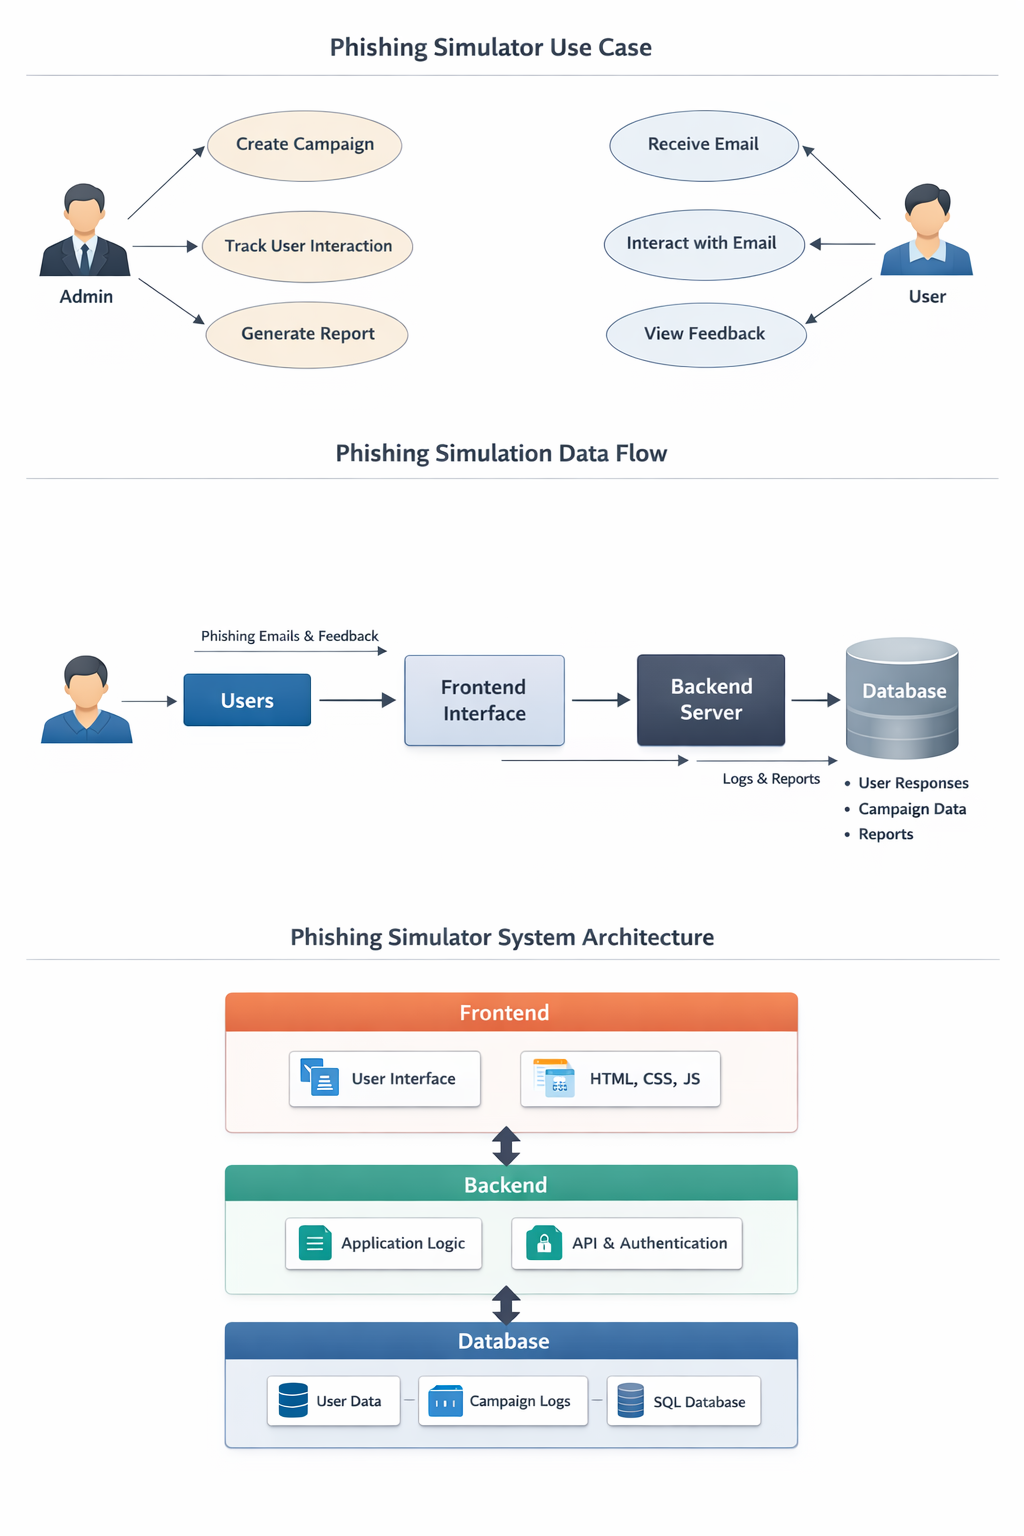 Phishing Simulator Use Case
Create Campaign
Track User Interaction
Generate Report
Admin
Receive Email
Interact with Email
View Feedback
User
Phishing Simulation Data Flow
Phishing Emails & Feedback
Users
Frontend
Interface
Backend
Server
Database
Logs & Reports
• User Responses
• Campaign Data
• Reports
Phishing Simulator System Architecture
Frontend
User Interface
HTML, CSS, JS
Backend
Application Logic
API & Authentication
Database
User Data
Campaign Logs
SQL Database